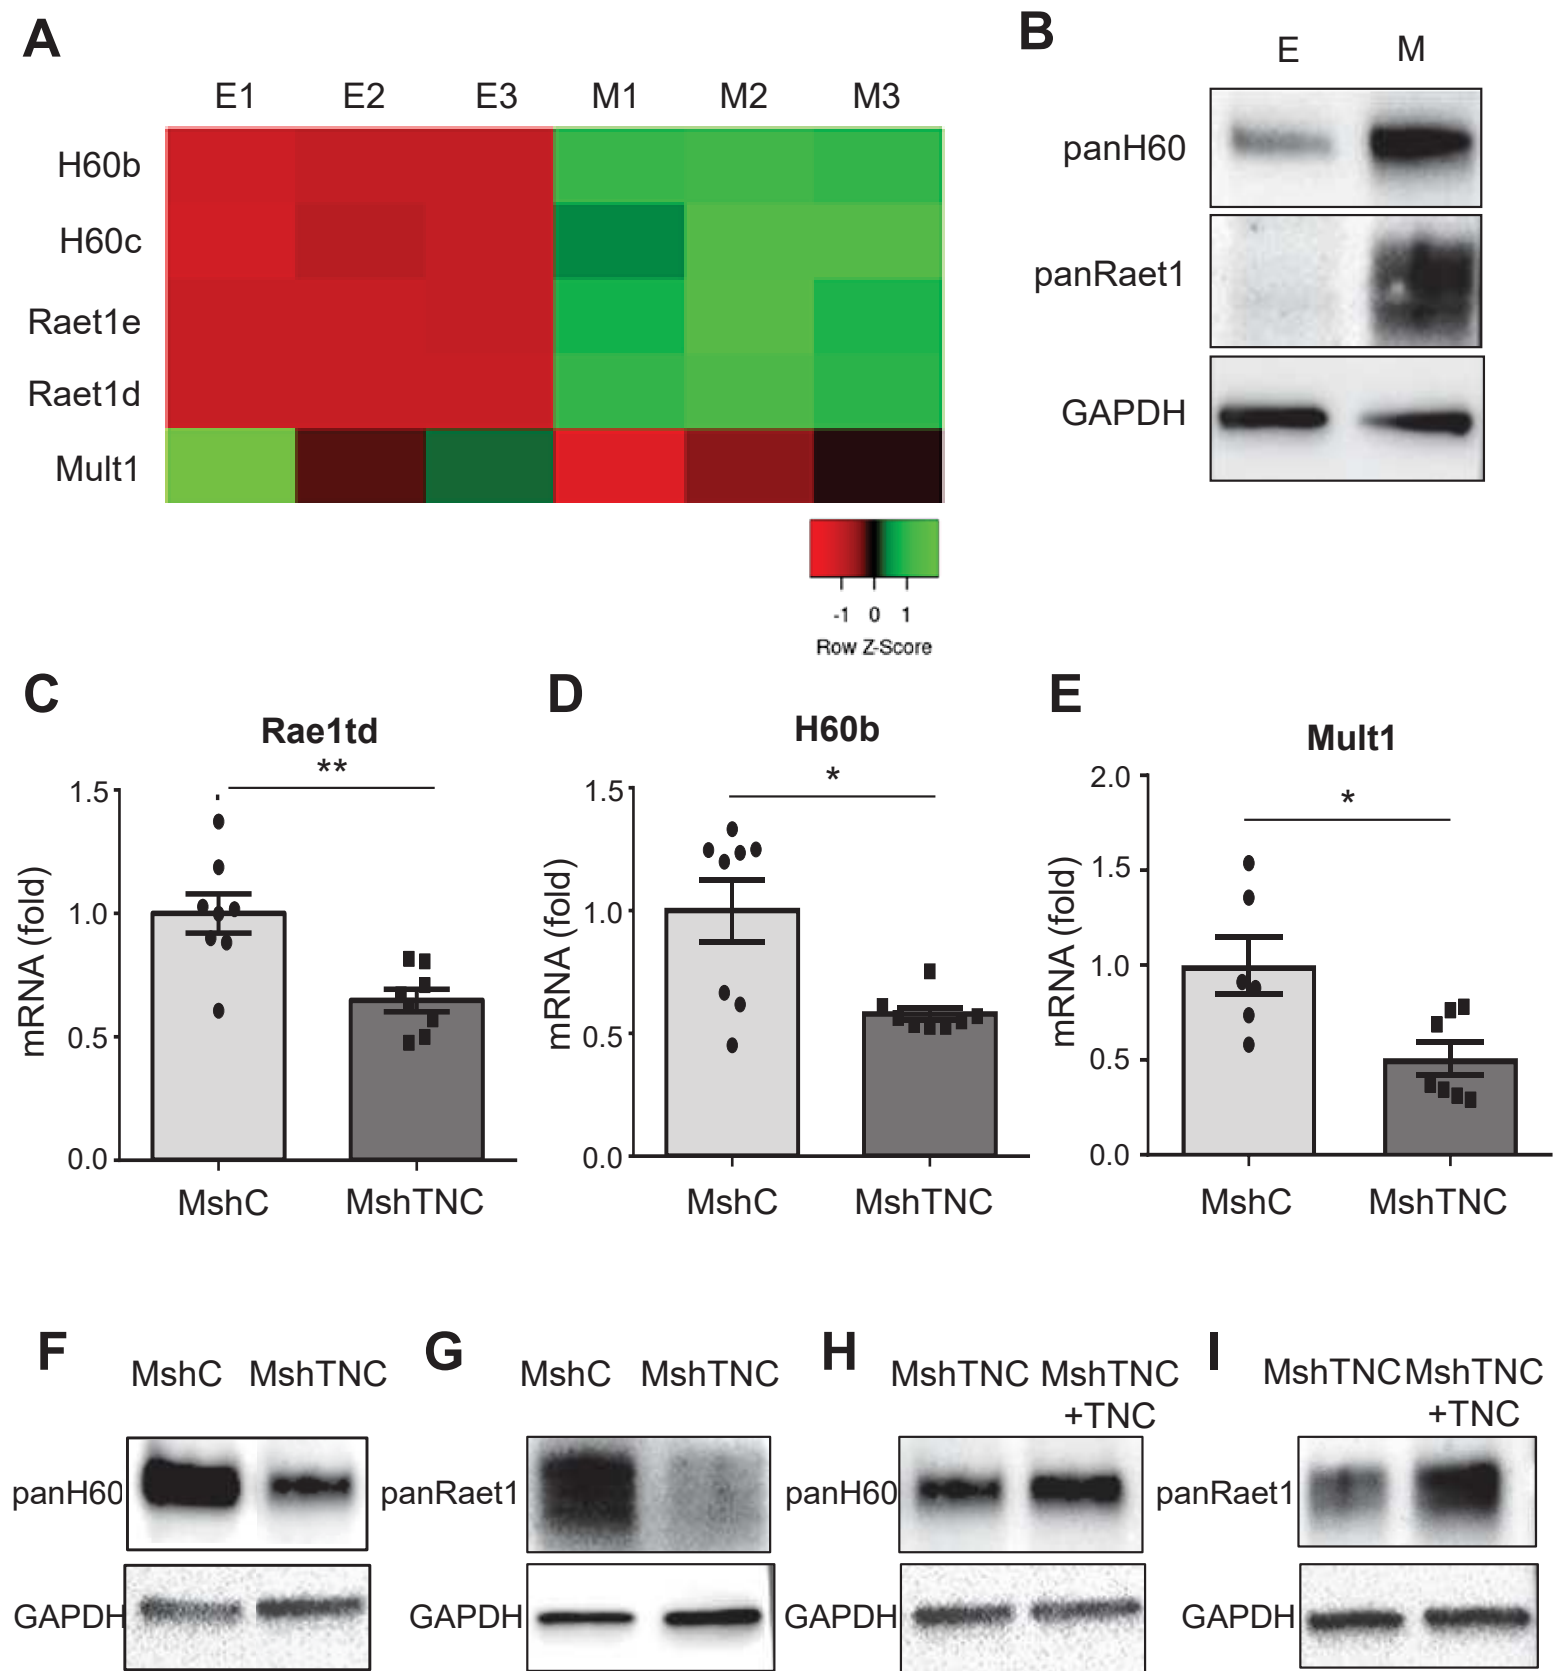 A
E1 E2 E3 M1 M2 M3
H60b
H60c
Raet1e
Raet1d
Mult1
-1 0 1
Row Z-Score
B
E M
panH60
panRaet1
GAPDH
C
Rae1td
**
mRNA (fold)
1.5
1.0
0.5
0.0
MshC MshTNC
D
H60b
*
mRNA (fold)
1.5
1.0
0.5
0.0
MshC MshTNC
E
Mult1
*
mRNA (fold)
2.0
1.5
1.0
0.5
0.0
MshC MshTNC
F
MshC MshTNC
panH60
GAPDH
G
MshC MshTNC
panRaet1
GAPDH
H
MshTNC MshTNC
+TNC
panH60
GAPDH
I
MshTNC MshTNC
+TNC
panRaet1
GAPDH